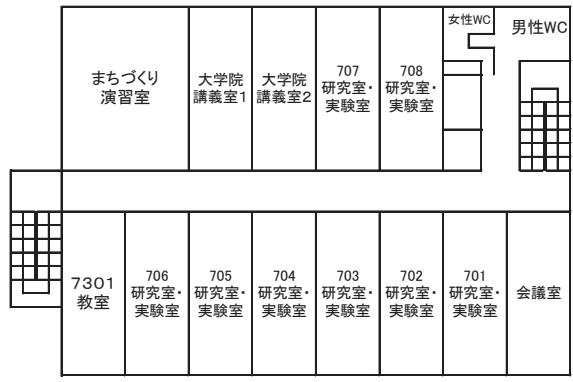 女性WC
男性WC
まちづくり
演習室
大学院
講義室1
大学院
講義室2
707
研究室・
実験室
708
研究室・
実験室
7301
教室
706
研究室・
実験室
705
研究室・
実験室
704
研究室・
実験室
703
研究室・
実験室
702
研究室・
実験室
701
研究室・
実験室
会議室